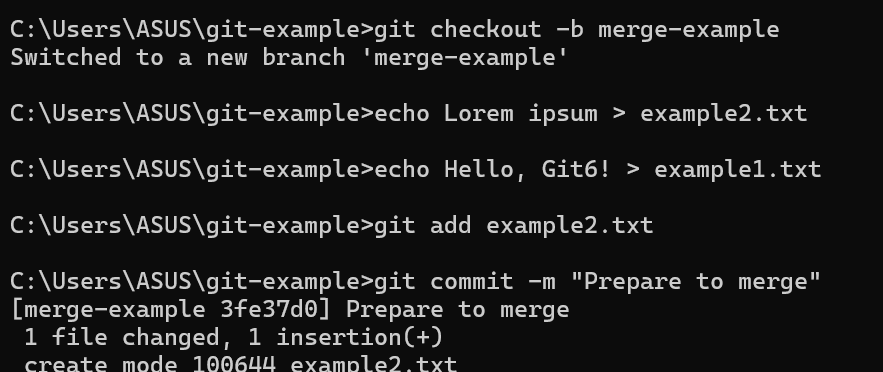 C:\Users\ASUS\git-example>git checkout -b merge-example
Switched to a new branch 'merge-example'
C:\Users\ASUS\git-example>echo Lorem ipsum > example2.txt
C:\Users\ASUS\git-example>echo Hello, Git6! > example1.txt
C:\Users\ASUS\git-example>git add example2.txt
C:\Users\ASUS\git-example>git commit -m "Prepare to merge"
[merge-example 3fe37d0] Prepare to merge
1 file changed, 1 insertion(+)
create mode 100644 example2.txt